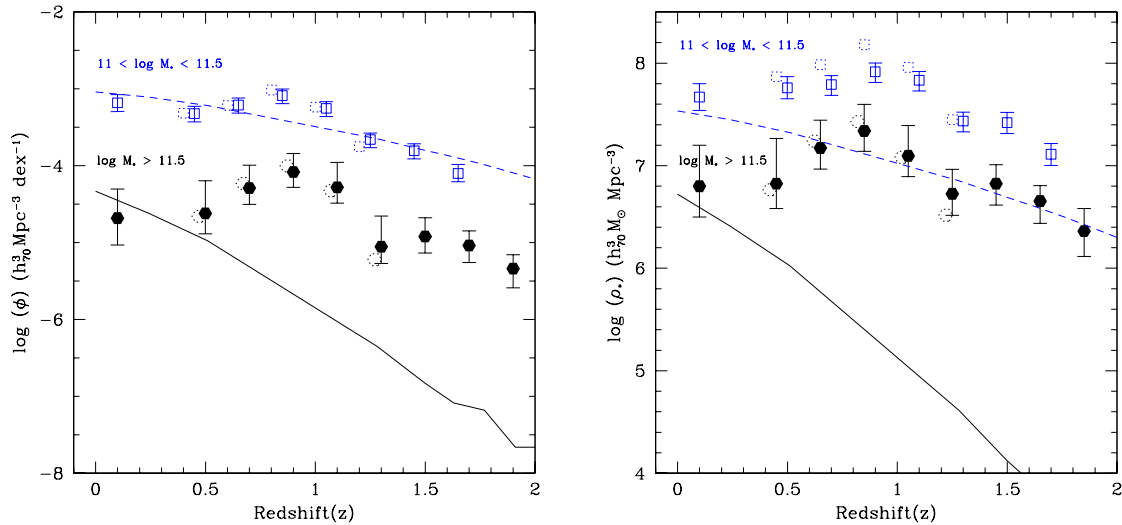 -2
-4
-6
-8
log (ϕ) (h³₇₀Mpc⁻³ dex⁻¹)
11 < log M* < 11.5
log M* > 11.5
0 0.5 1 1.5 2
Redshift(z)
8
7
6
5
4
log (ρ*) (h³₇₀M⊙ Mpc⁻³)
11 < log M* < 11.5
log M* > 11.5
0 0.5 1 1.5 2
Redshift(z)